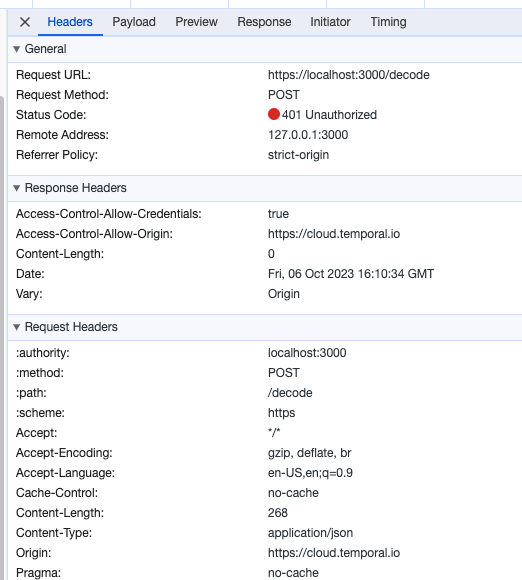 Headers Payload Preview Response Initiator Timing
General
Request URL: https://localhost:3000/decode
Request Method: POST
Status Code: 401 Unauthorized
Remote Address: 127.0.0.1:3000
Referrer Policy: strict-origin
Response Headers
Access-Control-Allow-Credentials: true
Access-Control-Allow-Origin: https://cloud.temporal.io
Content-Length: 0
Date: Fri, 06 Oct 2023 16:10:34 GMT
Vary: Origin
Request Headers
:authority: localhost:3000
:method: POST
:path: /decode
:scheme: https
Accept: */*
Accept-Encoding: gzip, deflate, br
Accept-Language: en-US,en;q=0.9
Cache-Control: no-cache
Content-Length: 268
Content-Type: application/json
Origin: https://cloud.temporal.io
Pragma: no-cache